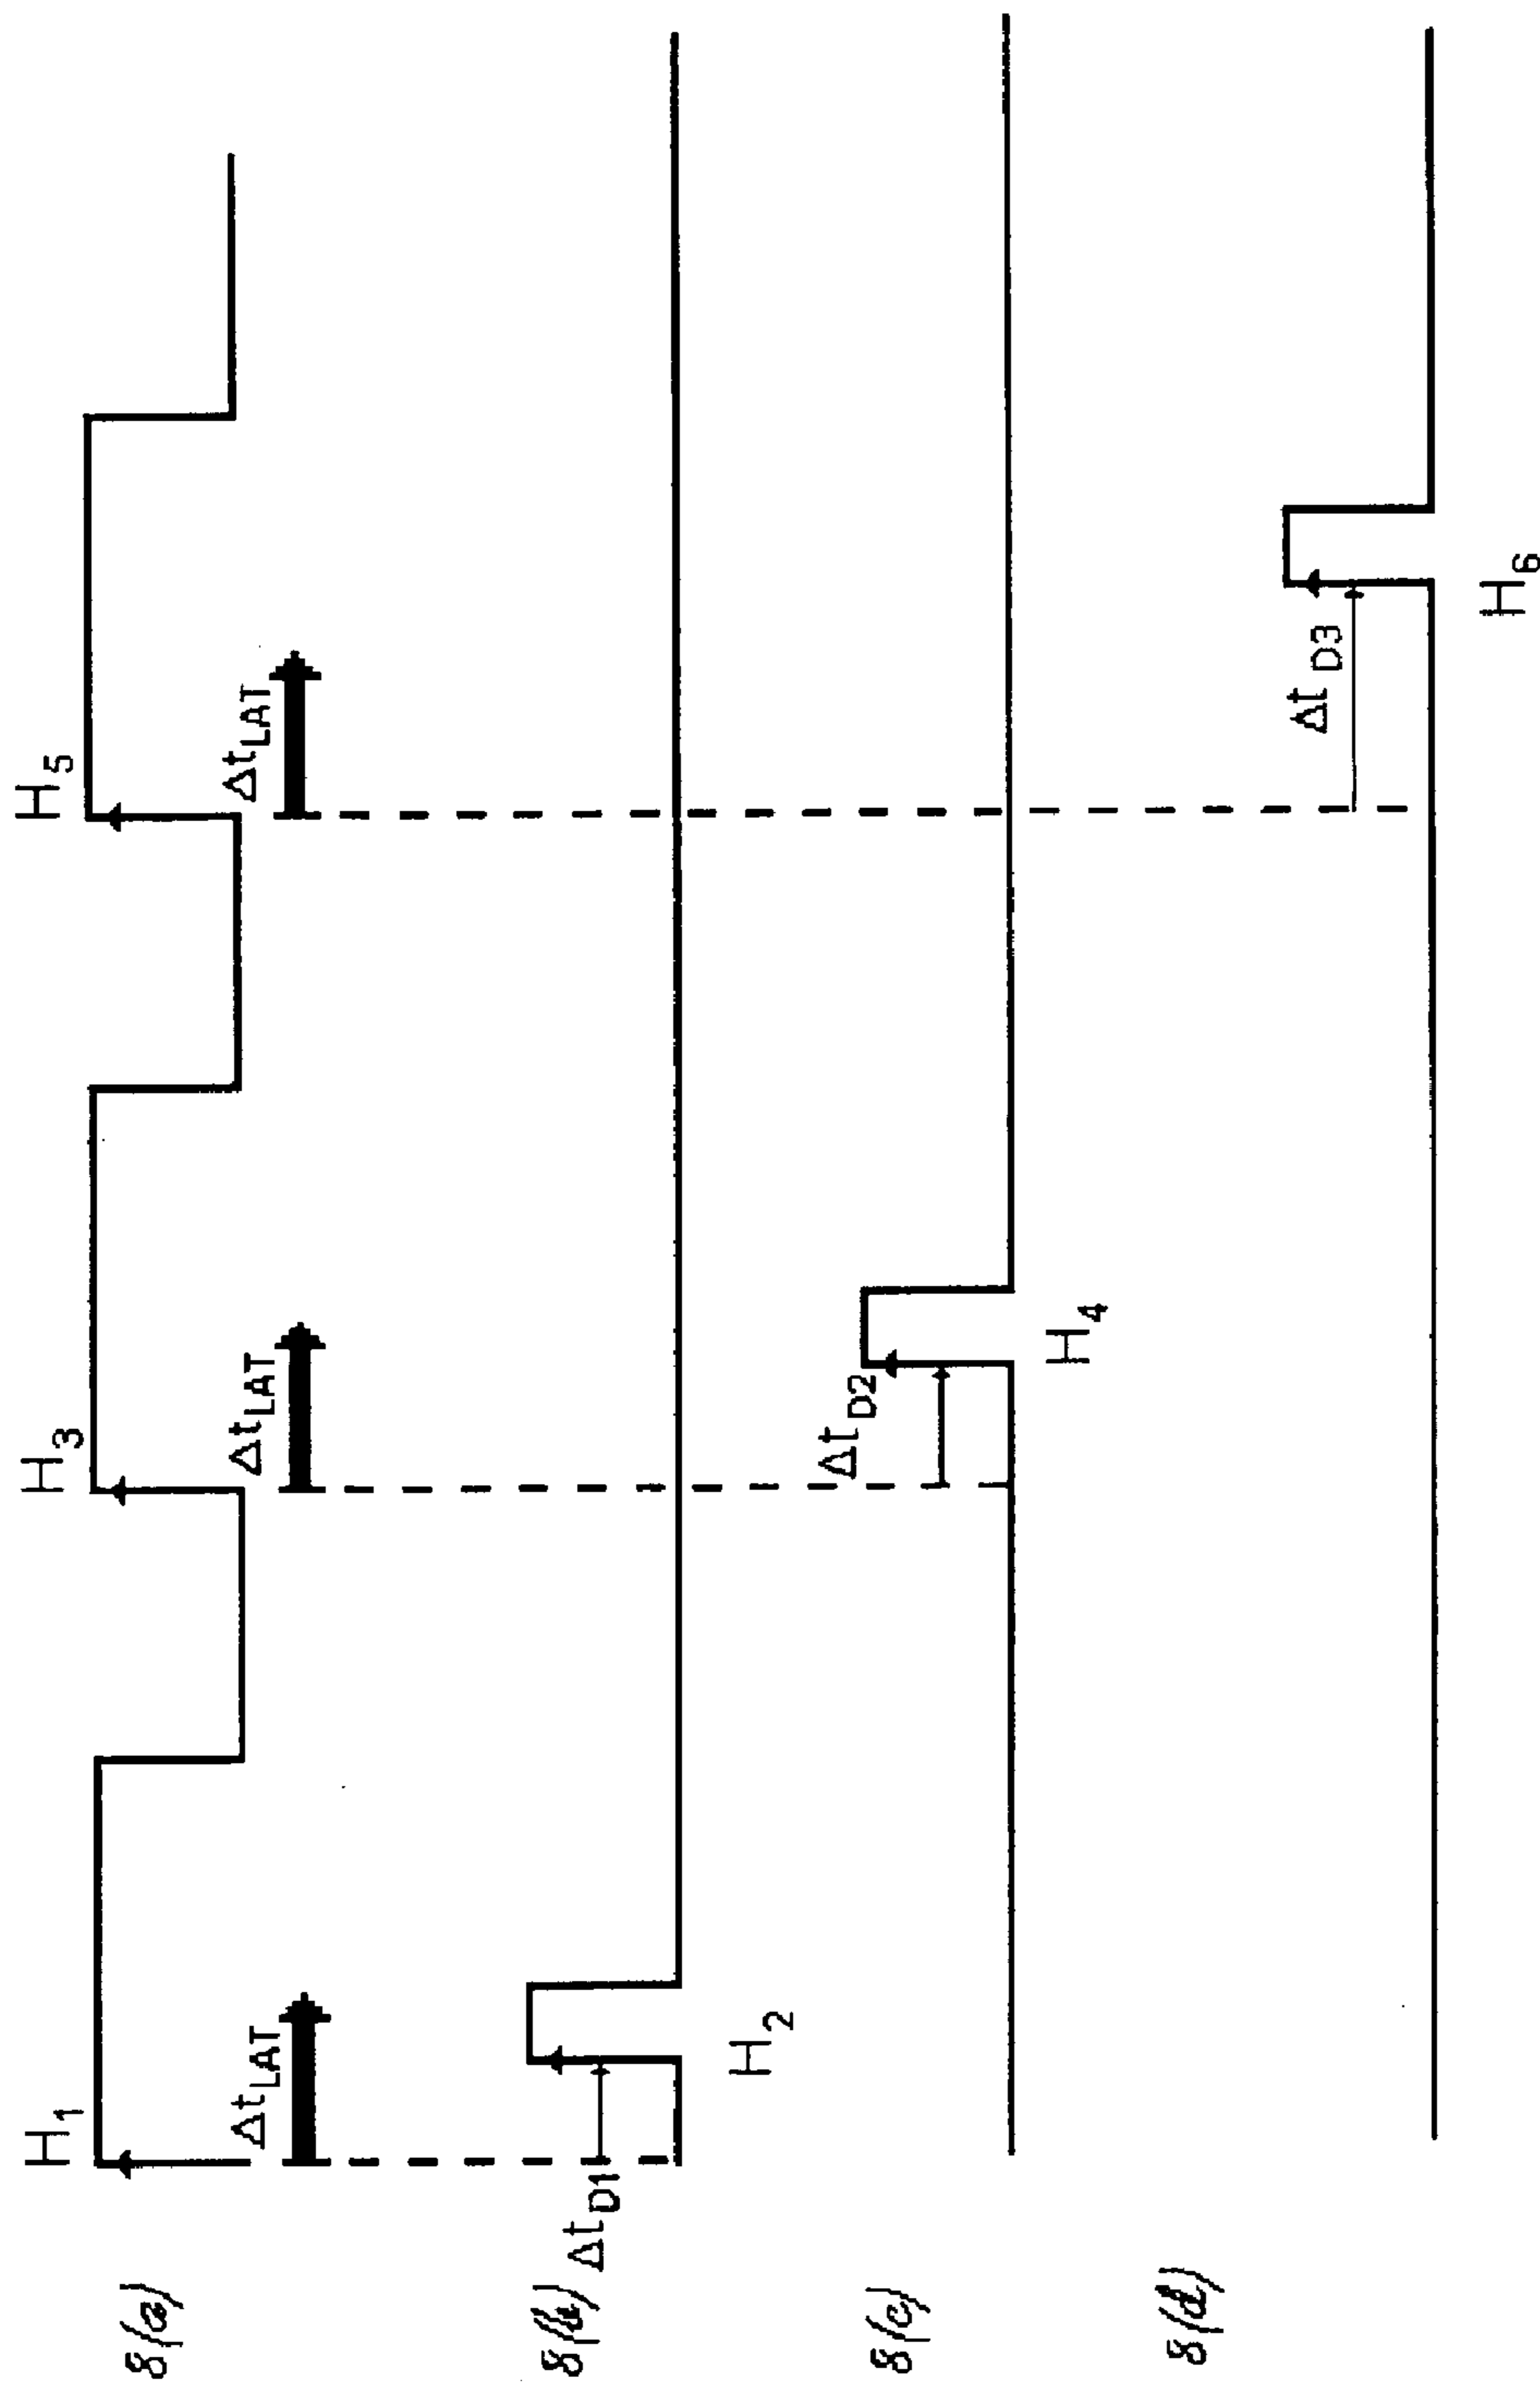 H1 H3 H5
8(a) ΔtLAT ΔtLAT ΔtLAT
8(b) ΔtD1 H2
8(c) ΔtD2 H4
8(d) ΔtD3 H6